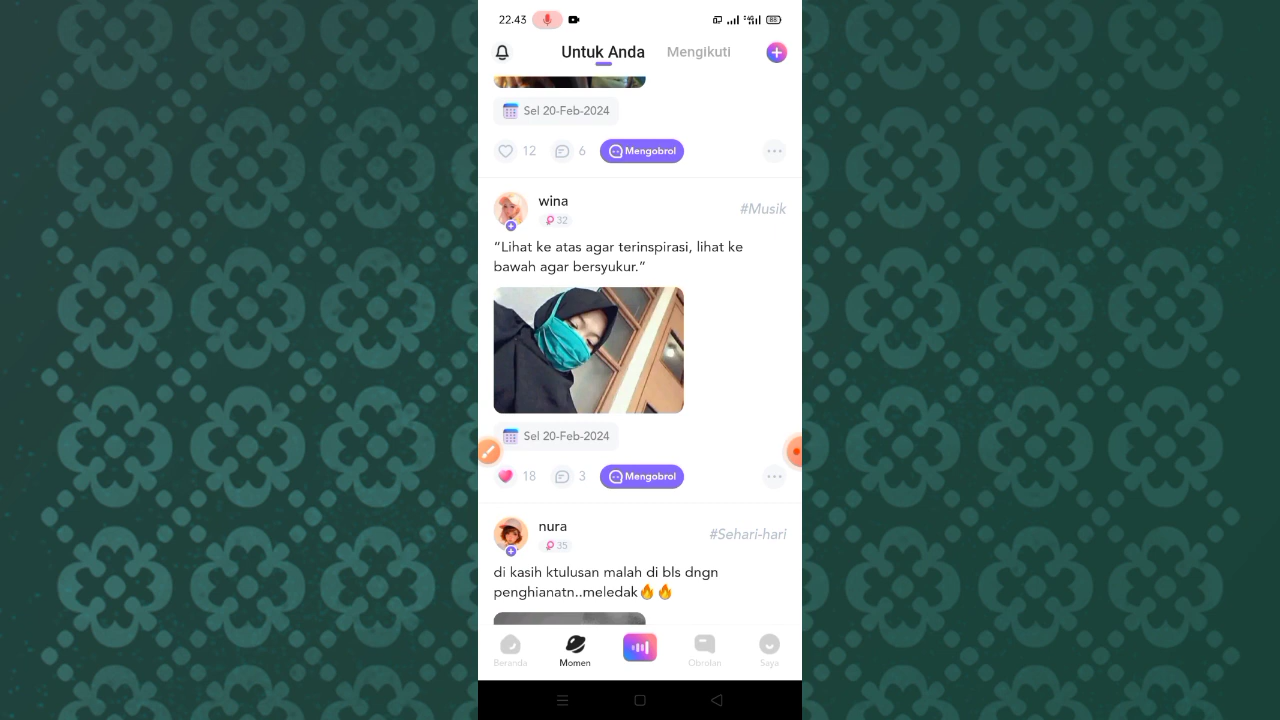 22.43
88
Untuk Anda
Mengikuti
Sel 20-Feb-2024
12
6
Mengobrol
wina
32
#Musik
“Lihat ke atas agar terinspirasi, lihat ke
bawah agar bersyukur.”
Sel 20-Feb-2024
18
3
Mengobrol
nura
35
#Sehari-hari
di kasih ktulusan malah di bls dngn
penghianatn..meledak🔥🔥
Beranda
Momen
Obrolan
Saya